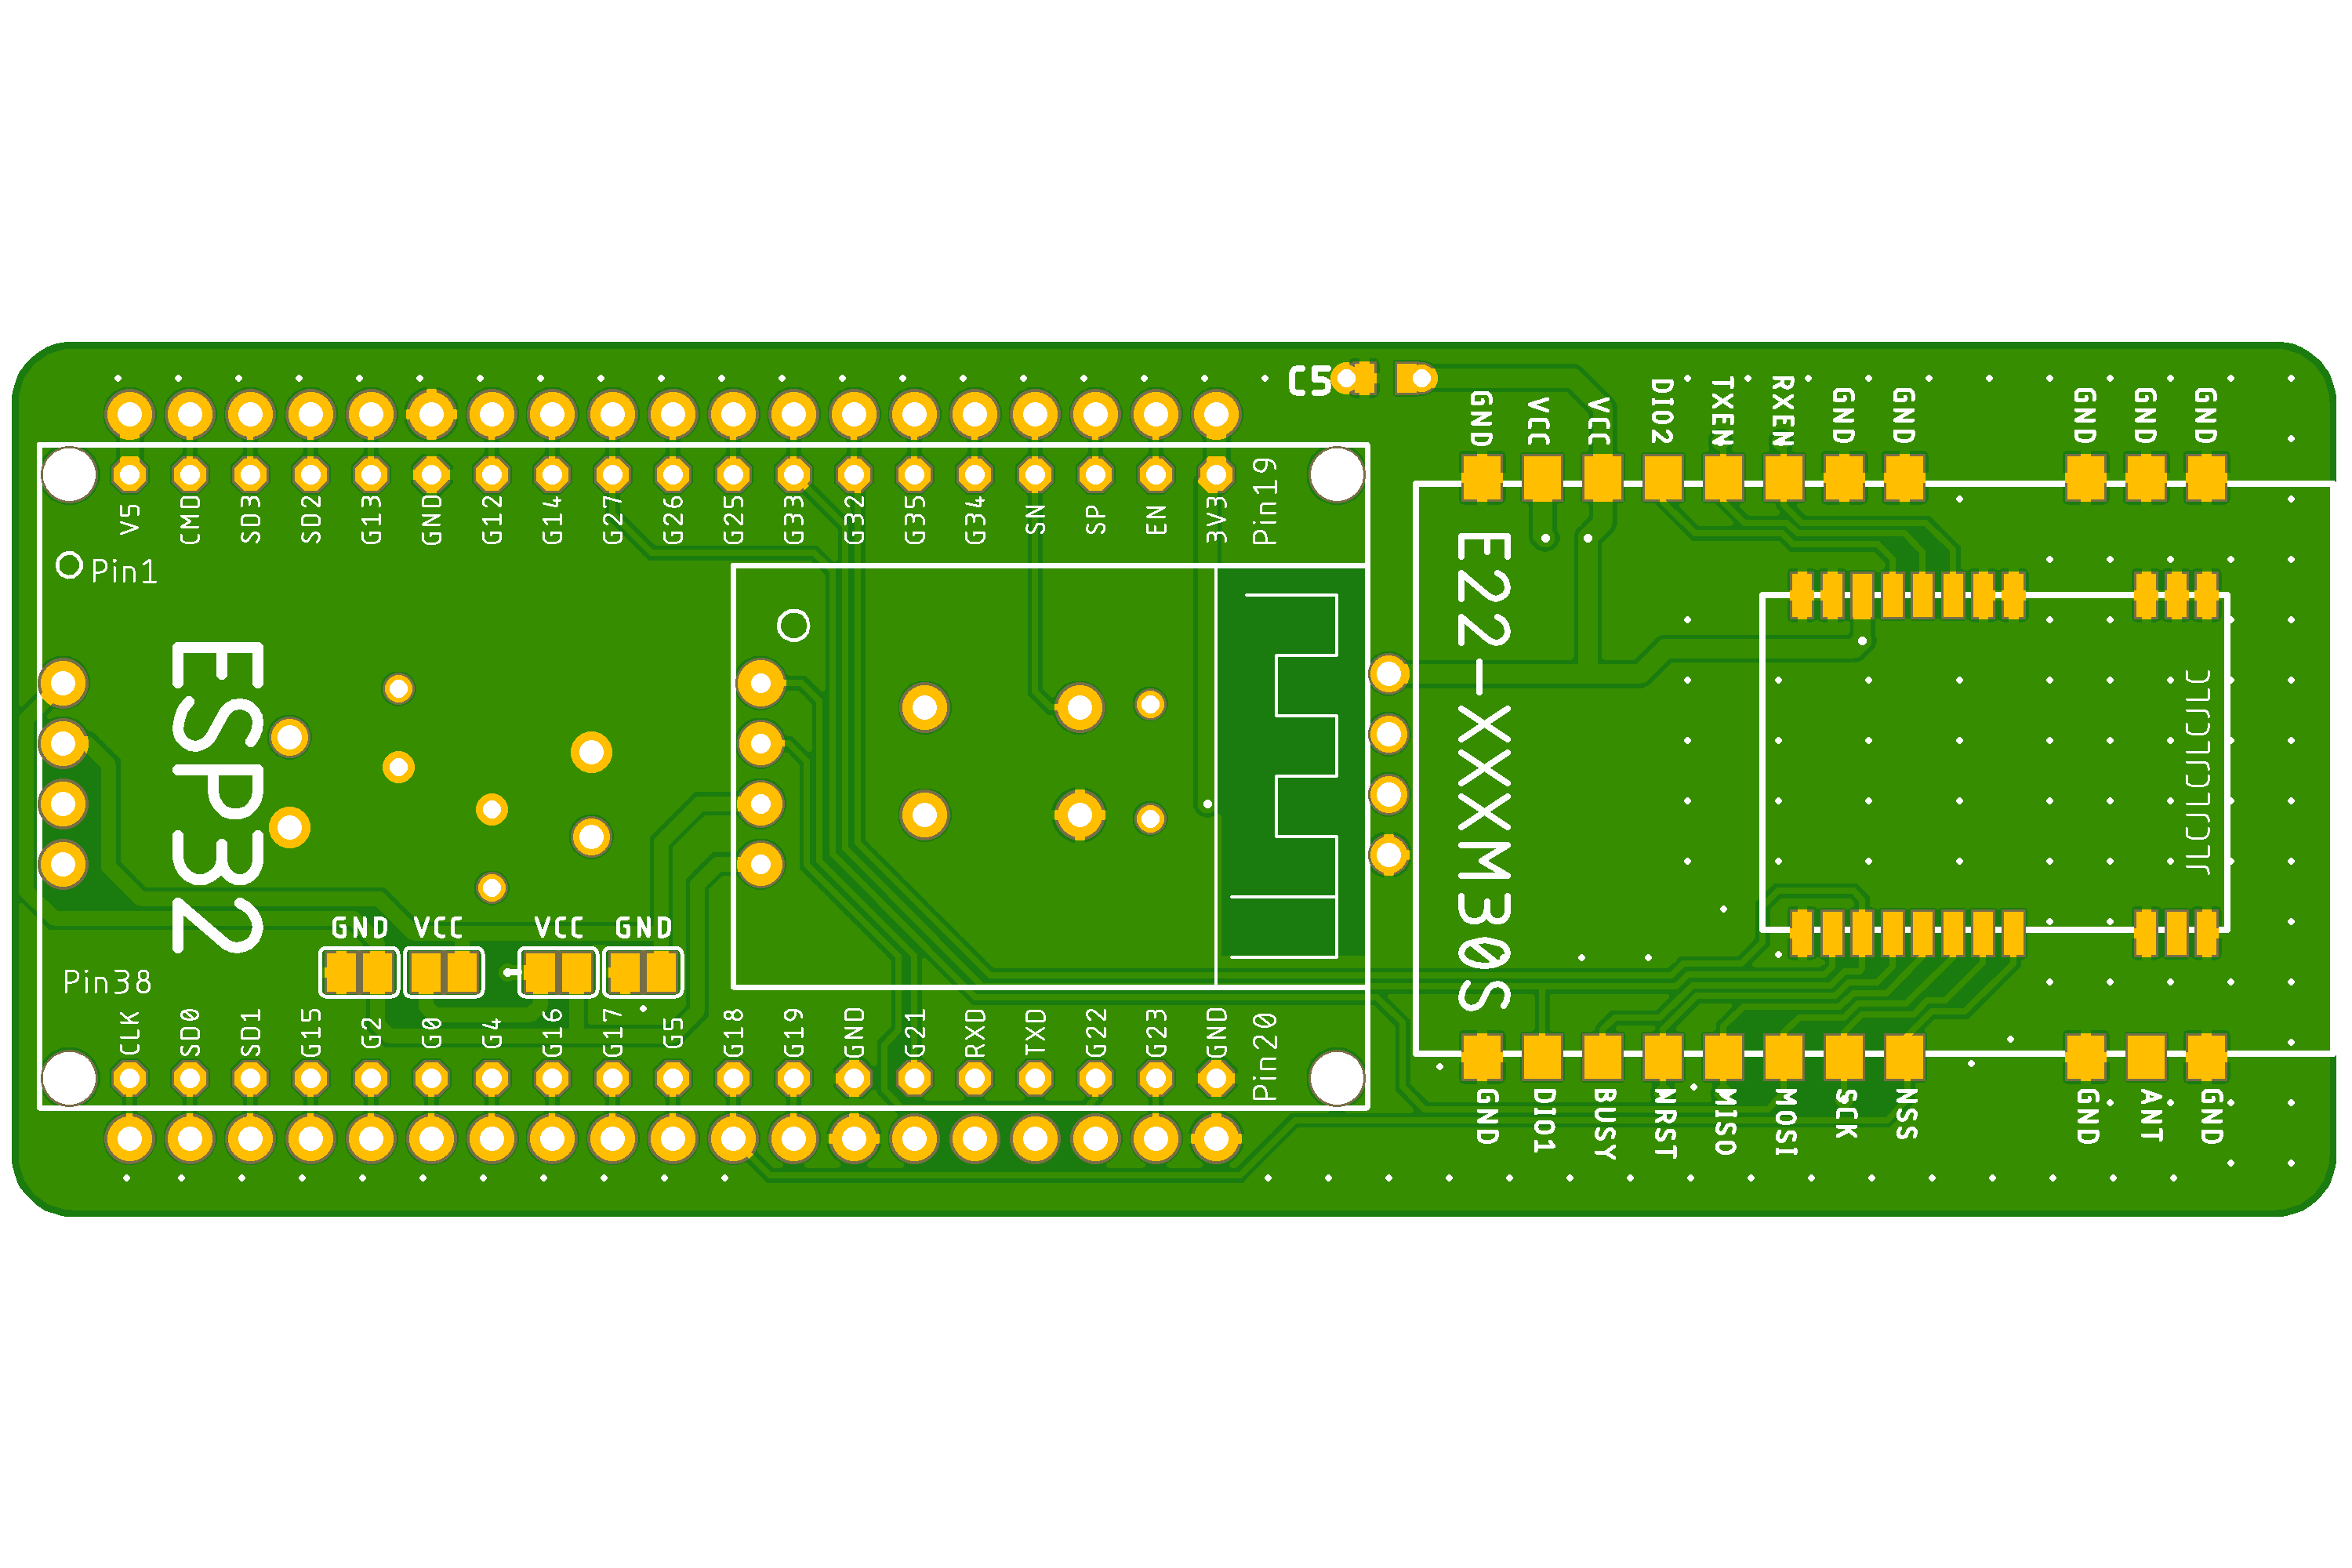 C5
GND
VCC
VCC
DIO2
TXEN
RXEN
GND
GND
GND
GND
GND
V5
CMD
SD3
SD2
G13
GND
G12
G14
G27
G26
G25
G33
G32
G35
G34
SN
SP
EN
3V3
Pin19
Pin1
ESP32
E22-XXXM30S
JLCJLCJLCJLC
GND
VCC
VCC
GND
Pin38
CLK
SD0
SD1
G15
G2
G0
G4
G16
G17
G5
G18
G19
GND
G21
RXD
TXD
G22
G23
GND
Pin20
GND
DIO1
BUSY
NRST
MISO
MOSI
SCK
NSS
GND
ANT
GND